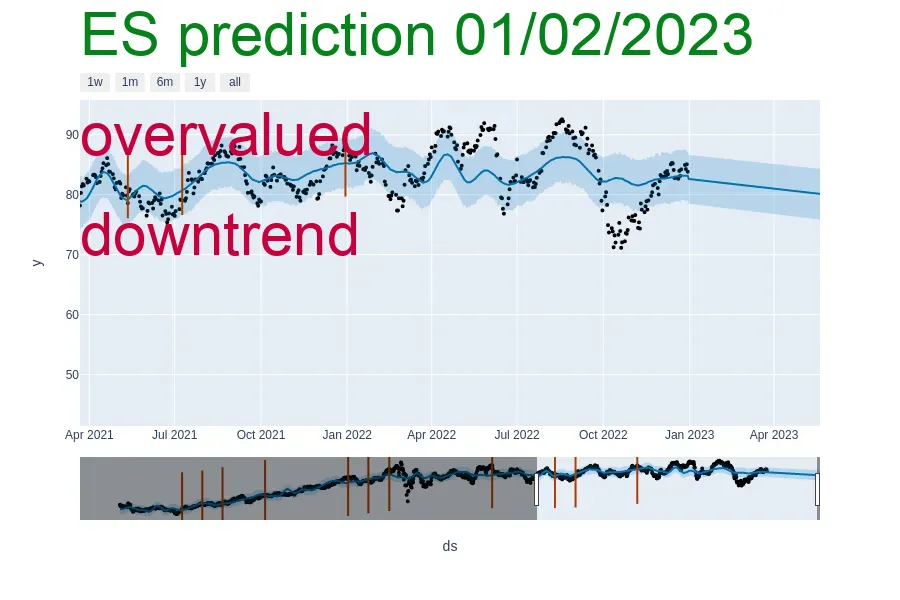 ES prediction 01/02/2023
1w 1m 6m 1y all
overvalued
downtrend
90
80
70
60
50
y
Apr 2021 Jul 2021 Oct 2021 Jan 2022 Apr 2022 Jul 2022 Oct 2022 Jan 2023 Apr 2023
ds